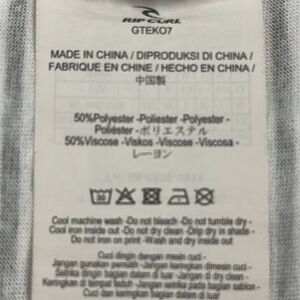 RIP CURL
GTEKO7
MADE IN CHINA / DIPRODUKSI DI CHINA /
FABRIQUE EN CHINE / HECHO EN CHINA /
中国製
50%Polyester -Poliester -Polyester -
Poliéster -ポリエステル
50%Viscose -Viskos -Viscose -Viscosa -
レーヨン
Cool machine wash -Do not bleach -Do not tumble dry -
Cool iron inside out -Do not dry clean -Drip dry in shade -
Do not iron on print -Wash and dry inside out
Cuci dingin dengan mesin cuci -
Jangan gunakan pemutih -Jangan keringkan dimesin cuci -
Setrika dingin bagian dalam di luar -Jangan di dryclean -
Keringkan di tempat teduh -Jangan setrika pada bagian sablon -
Cuci dan keringkan bagian dalam di luar